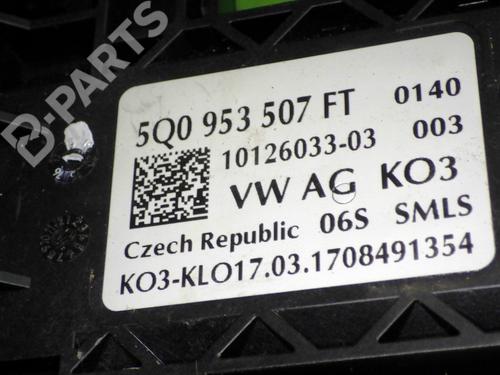 B-PARTS
5Q0 953 507 FT 0140
10126033-03 003
VW AG KO3
Czech Republic 06S SMLS
KO3-KLO17.03.1708491354